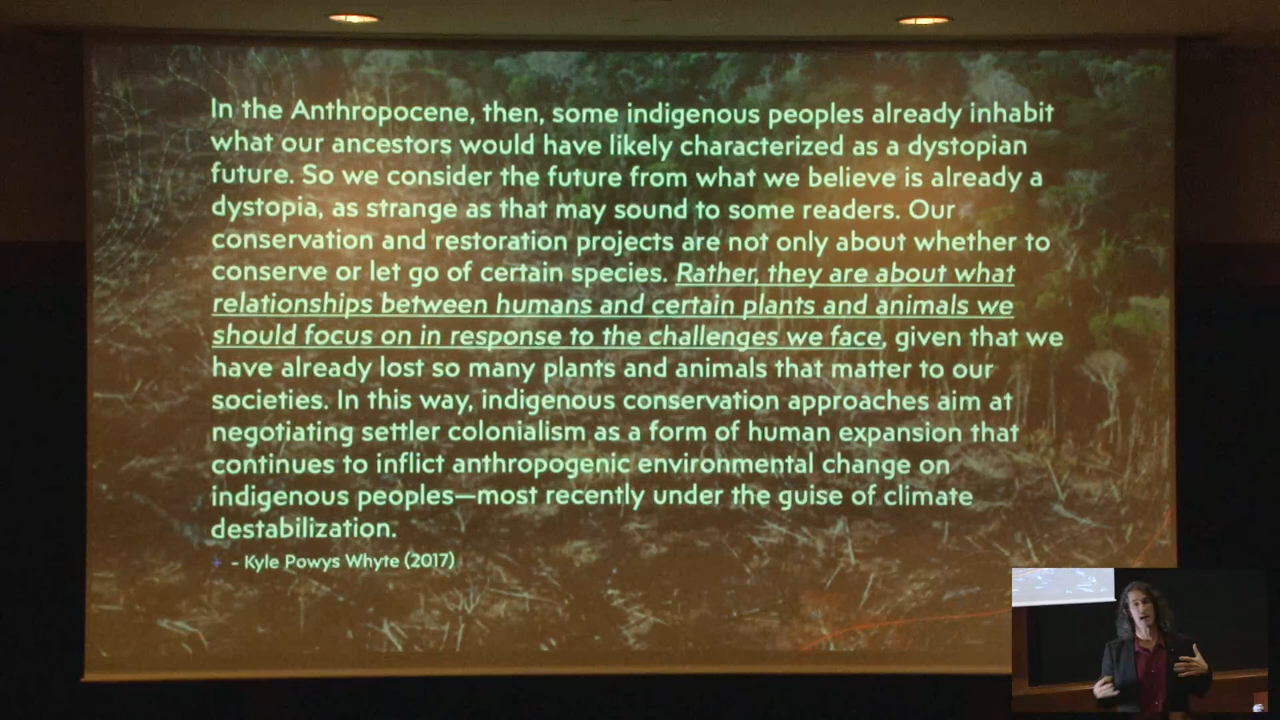 In the Anthropocene, then, some indigenous peoples already inhabit
what our ancestors would have likely characterized as a dystopian
future. So we consider the future from what we believe is already a
dystopia, as strange as that may sound to some readers. Our
conservation and restoration projects are not only about whether to
conserve or let go of certain species. Rather, they are about what
relationships between humans and certain plants and animals we
should focus on in response to the challenges we face, given that we
have already lost so many plants and animals that matter to our
societies. In this way, indigenous conservation approaches aim at
negotiating settler colonialism as a form of human expansion that
continues to inflict anthropogenic environmental change on
indigenous peoples—most recently under the guise of climate
destabilization.
+ - Kyle Powys Whyte (2017)